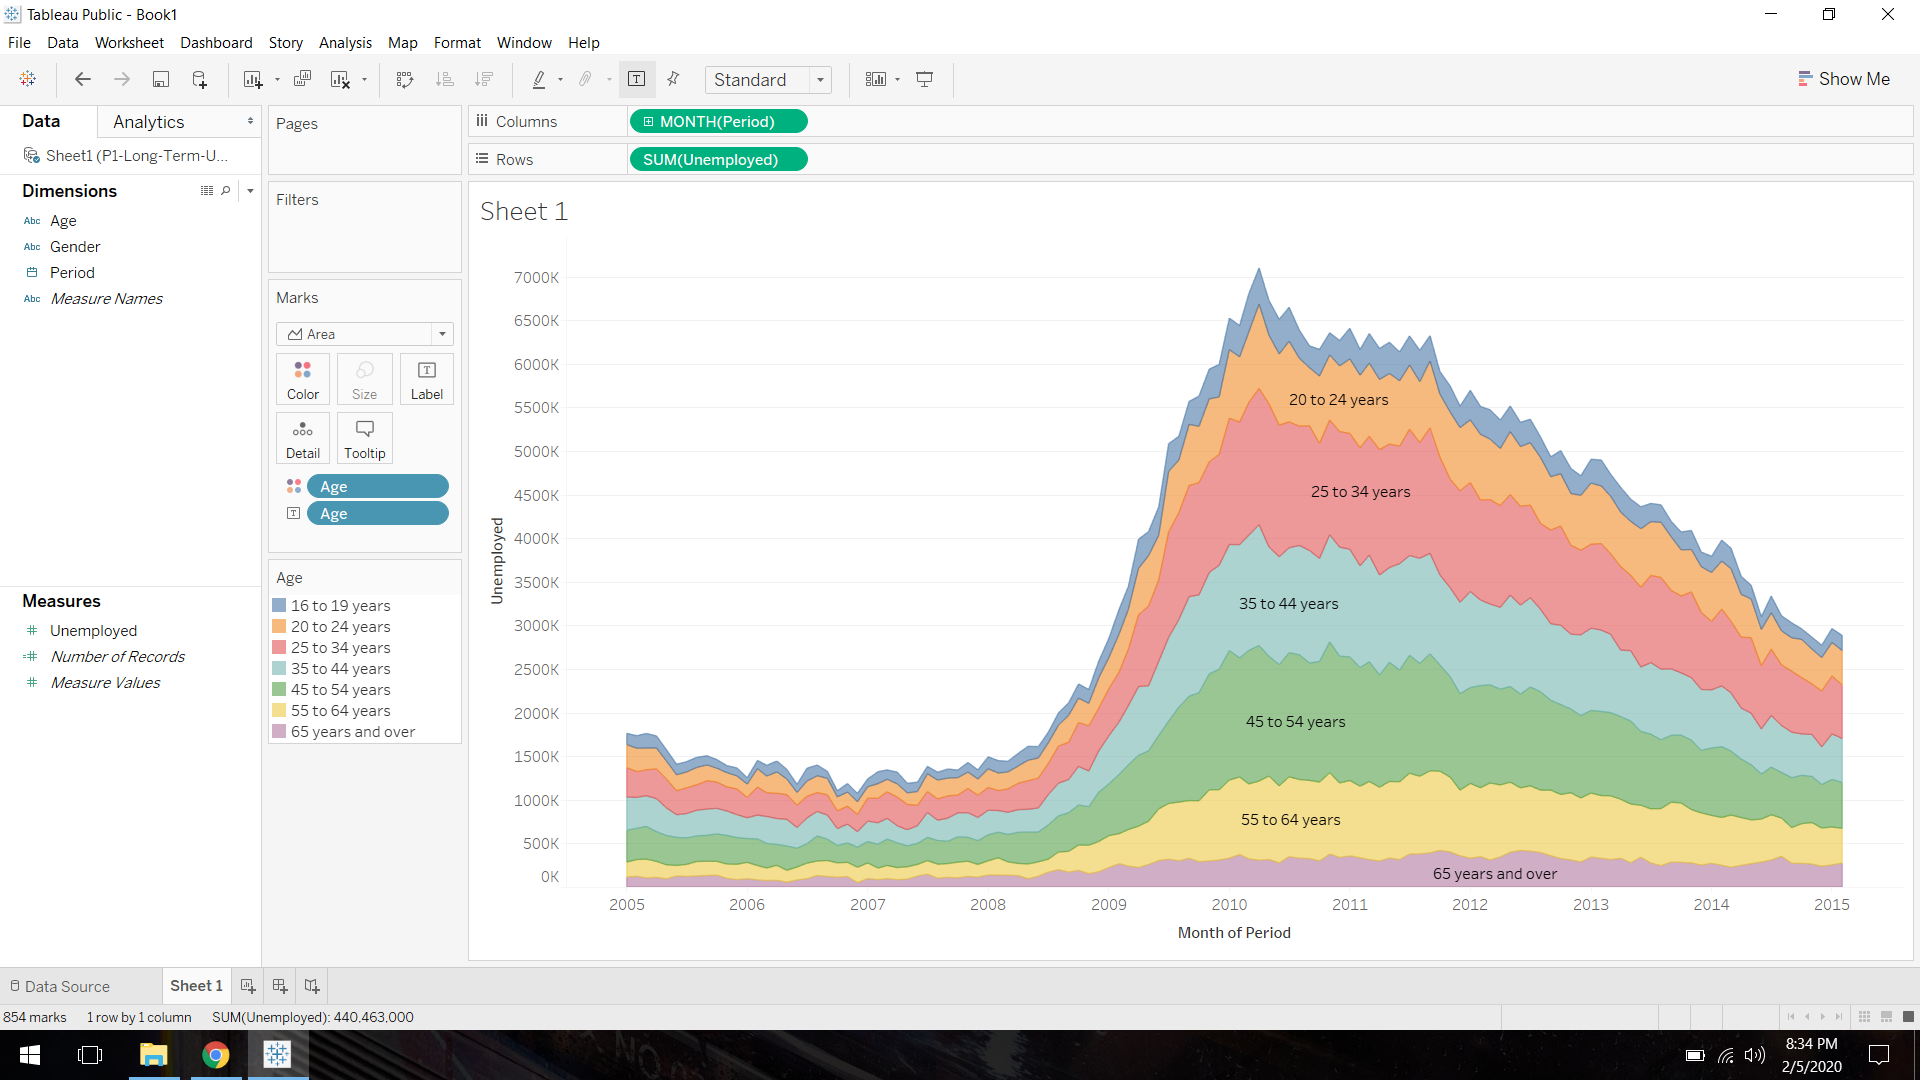 Tableau Public - Book1
File Data Worksheet Dashboard Story Analysis Map Format Window Help
T Standard Show Me
Data Analytics
Sheet1 (P1-Long-Term-U...
Dimensions
Abc Age
Abc Gender
Period
Abc Measure Names
Measures
# Unemployed
=# Number of Records
# Measure Values
Pages
Filters
Marks
Area
Color Size T Label
Detail Tooltip
Age
T Age
Age
16 to 19 years
20 to 24 years
25 to 34 years
35 to 44 years
45 to 54 years
55 to 64 years
65 years and over
Columns MONTH(Period)
Rows SUM(Unemployed)
Sheet 1
7000K
6500K
6000K
5500K
5000K
4500K
4000K
3500K
3000K
2500K
2000K
1500K
1000K
500K
0K
Unemployed
20 to 24 years
25 to 34 years
35 to 44 years
45 to 54 years
55 to 64 years
65 years and over
2005 2006 2007 2008 2009 2010 2011 2012 2013 2014 2015
Month of Period
Data Source Sheet 1
854 marks 1 row by 1 column SUM(Unemployed): 440,463,000
8:34 PM
2/5/2020